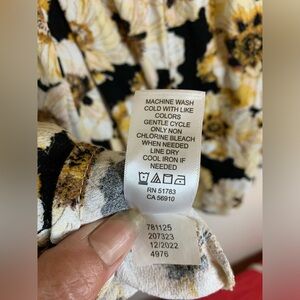 MACHINE WASH
COLD WITH LIKE
COLORS
GENTLE CYCLE
ONLY NON
CHLORINE BLEACH
WHEN NEEDED
LINE DRY
COOL IRON IF
NEEDED
RN 51783
CA 56910
781125
207323
12/2022
4976